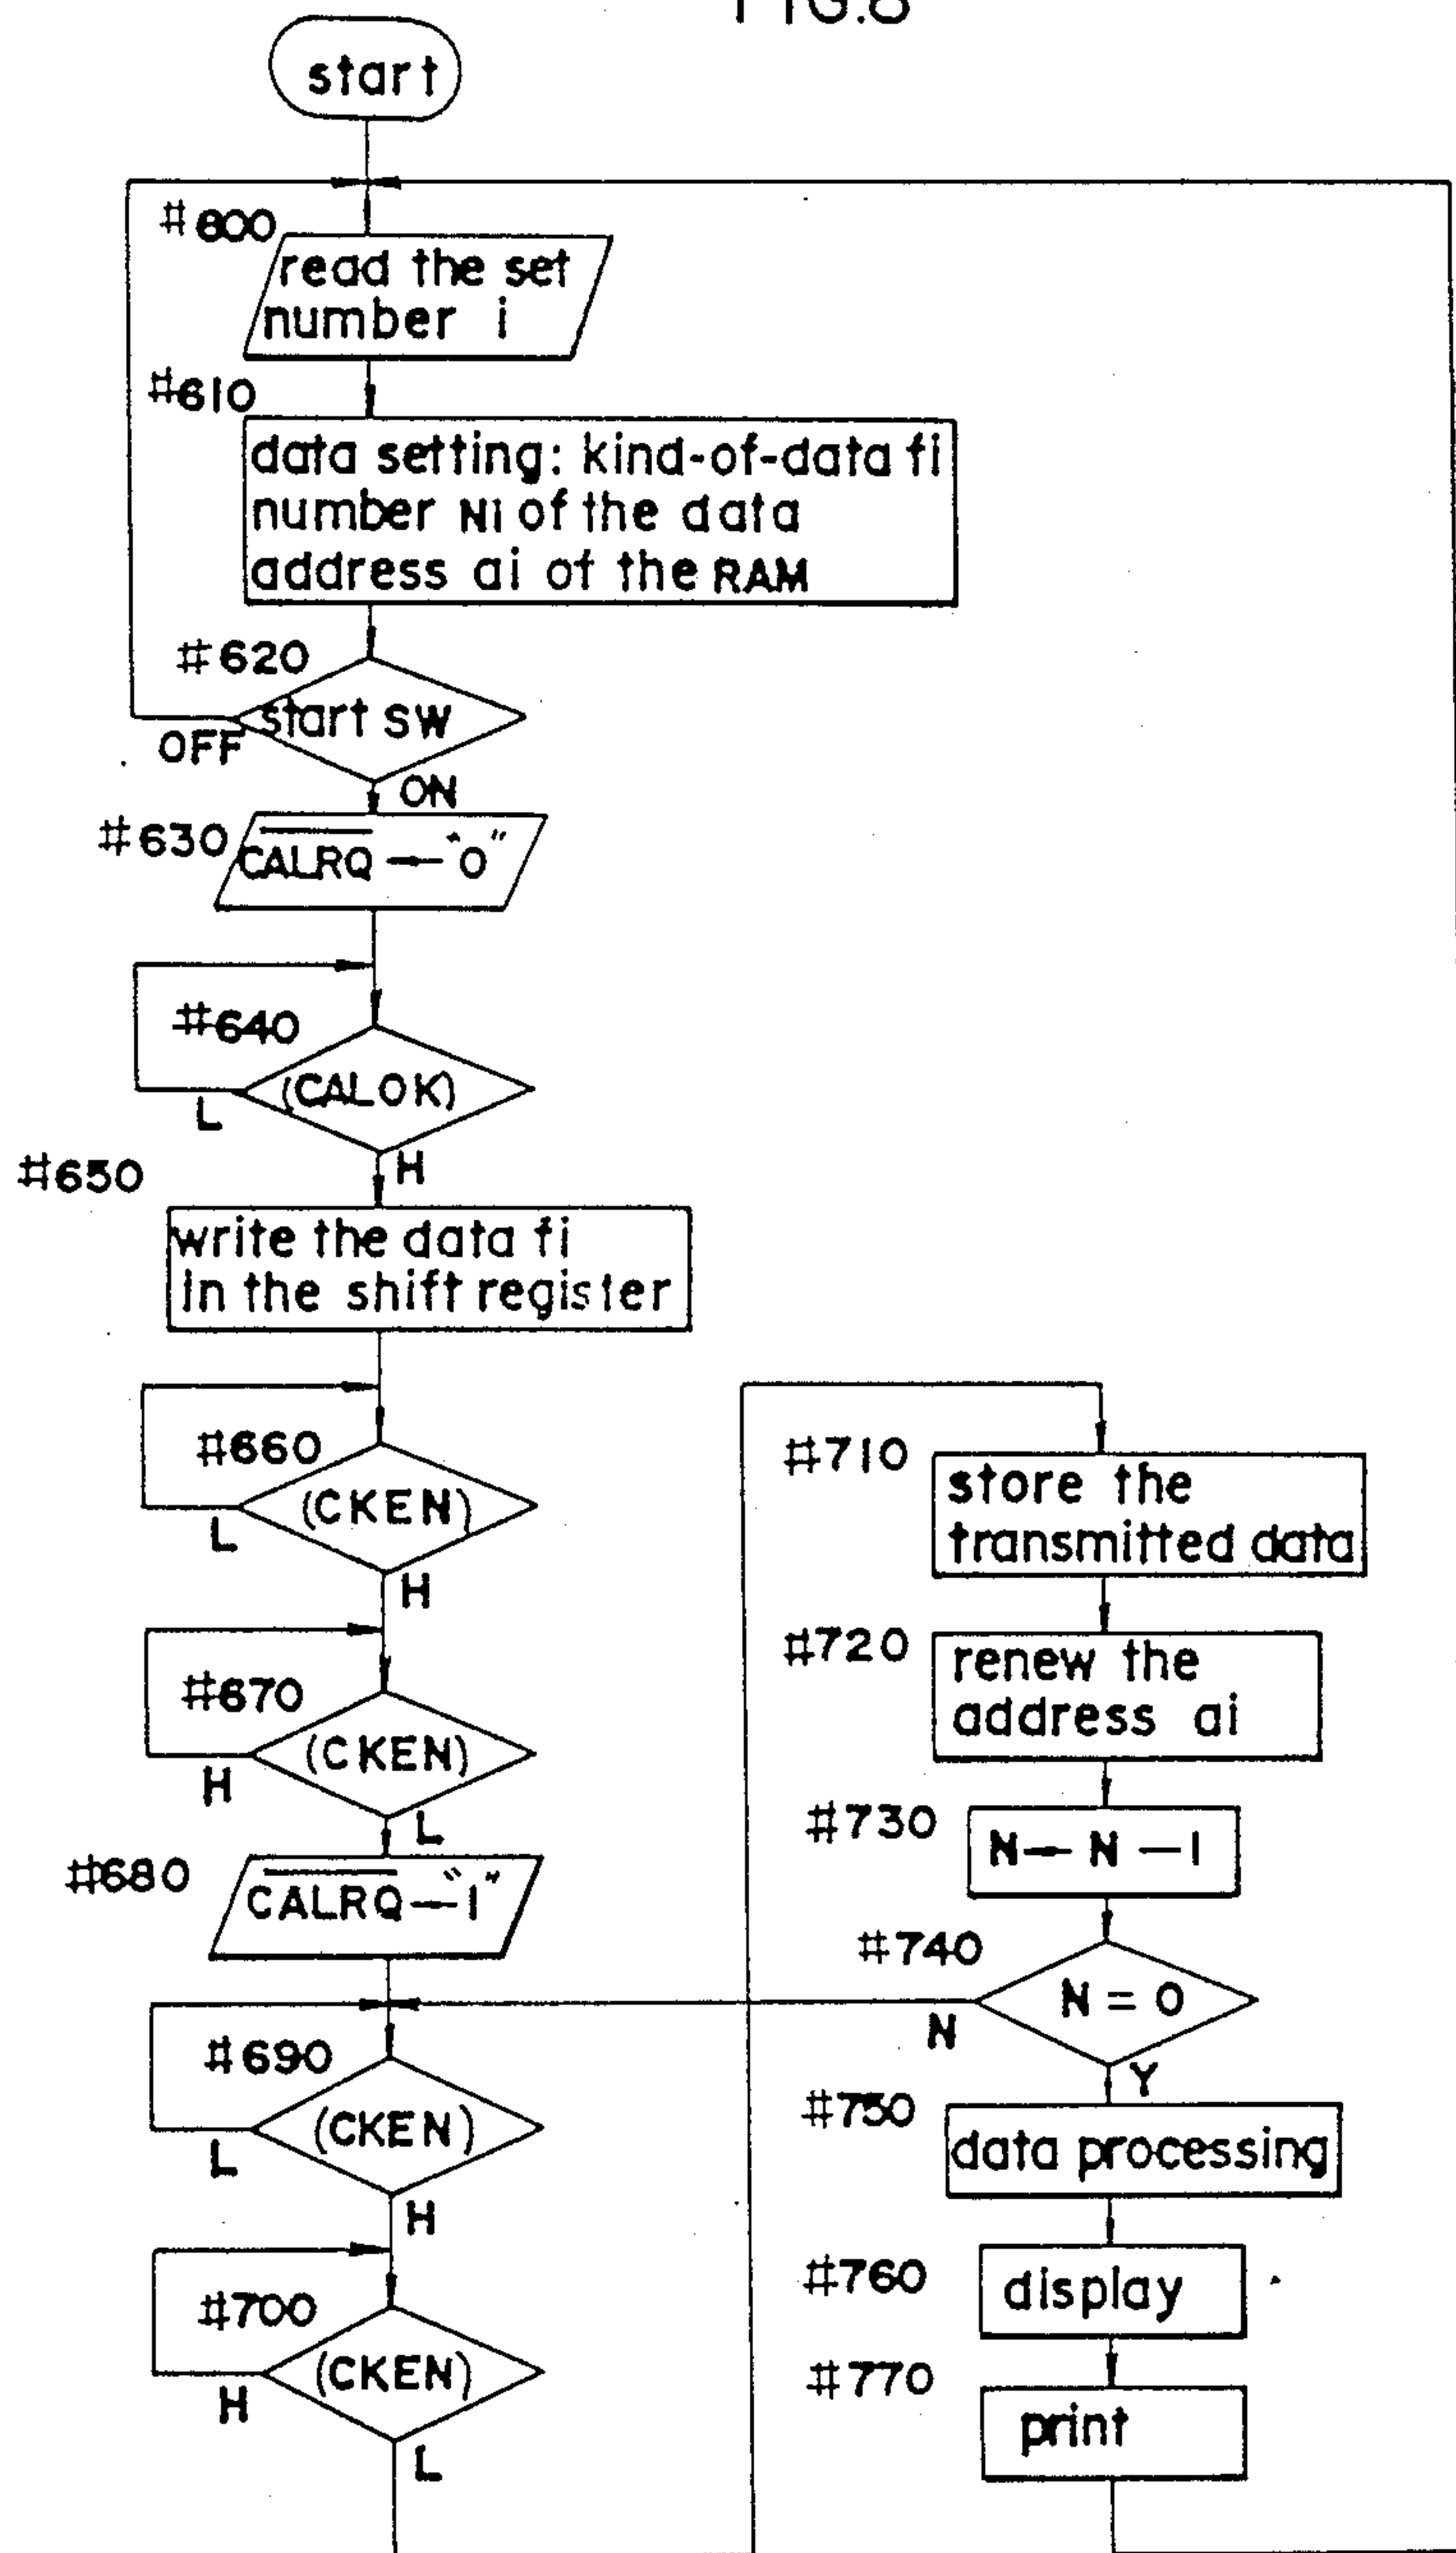 FIG.8
start
#600
read the set
number i
#610
data setting: kind-of-data fi
number Ni of the data
address ai of the RAM
#620
start SW
OFF
ON
#630
CALRQ ← "0"
#640
(CALOK)
L
H
#650
write the data fi
in the shift register
#660
(CKEN)
L
H
#670
(CKEN)
H
L
#680
CALRQ ← "1"
#690
(CKEN)
L
H
#700
(CKEN)
H
L
#710
store the
transmitted data
#720
renew the
address ai
#730
N ← N − 1
#740
N = 0
N
Y
#750
data processing
#760
display
#770
print